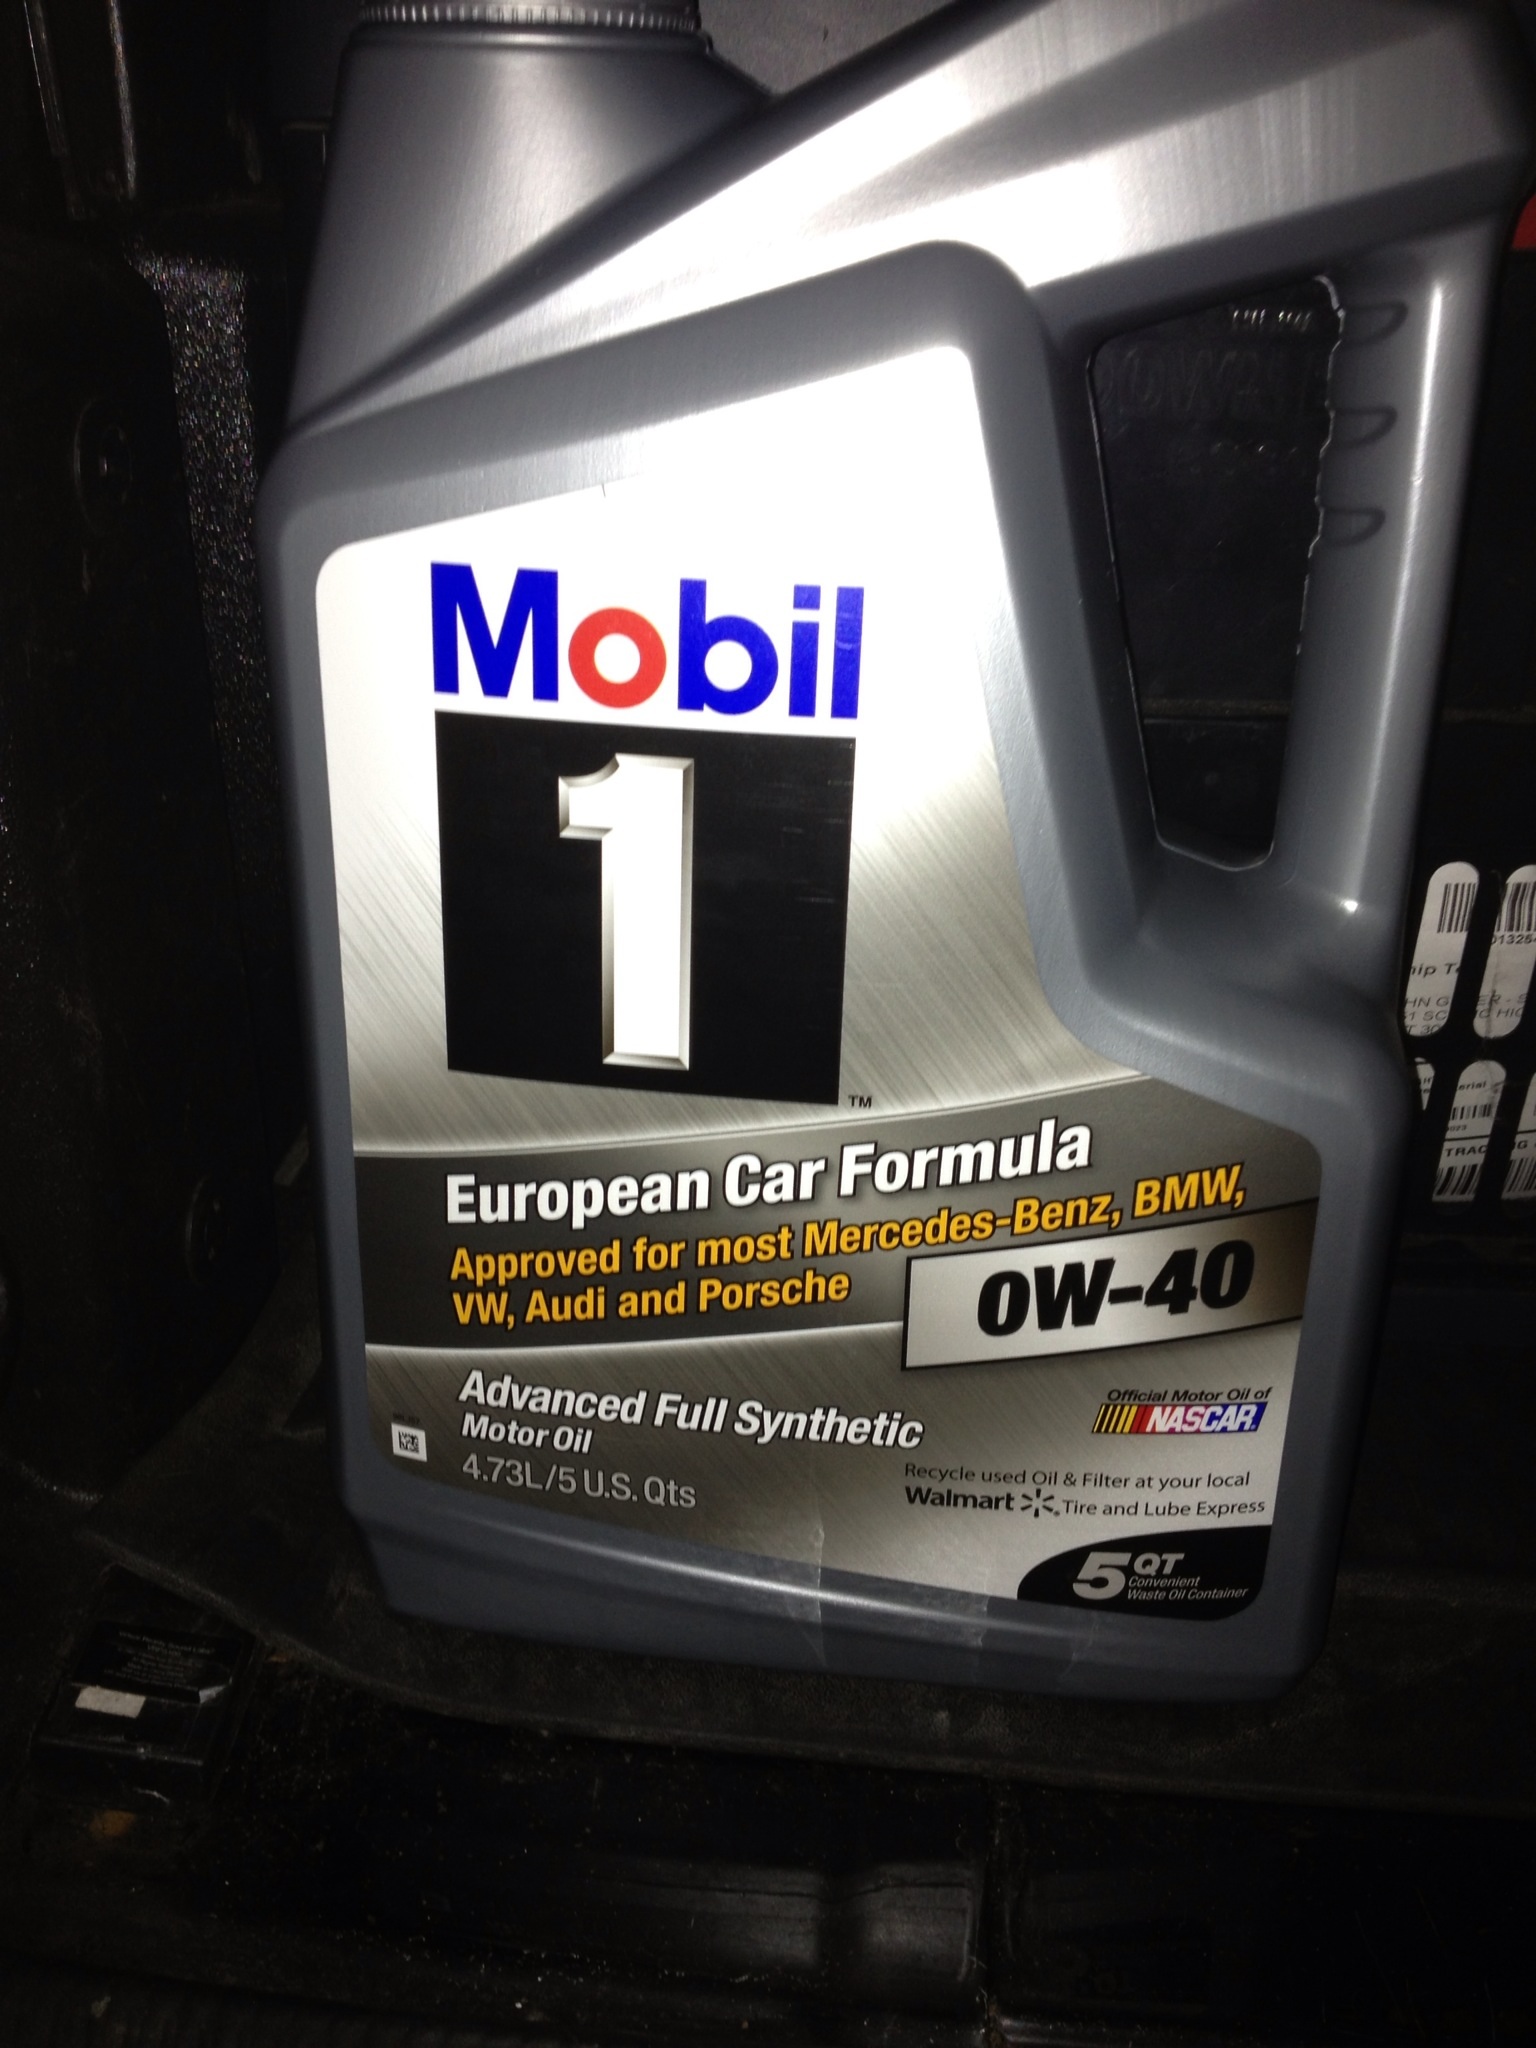 Mobil
1
TM
European Car Formula
Approved for most Mercedes-Benz, BMW,
VW, Audi and Porsche
0W-40
Advanced Full Synthetic
Motor Oil
4.73L/5 U.S. Qts
Official Motor Oil of
NASCAR
Recycle used Oil & Filter at your local
Walmart Tire and Lube Express
5 QT
Convenient
Waste Oil Container